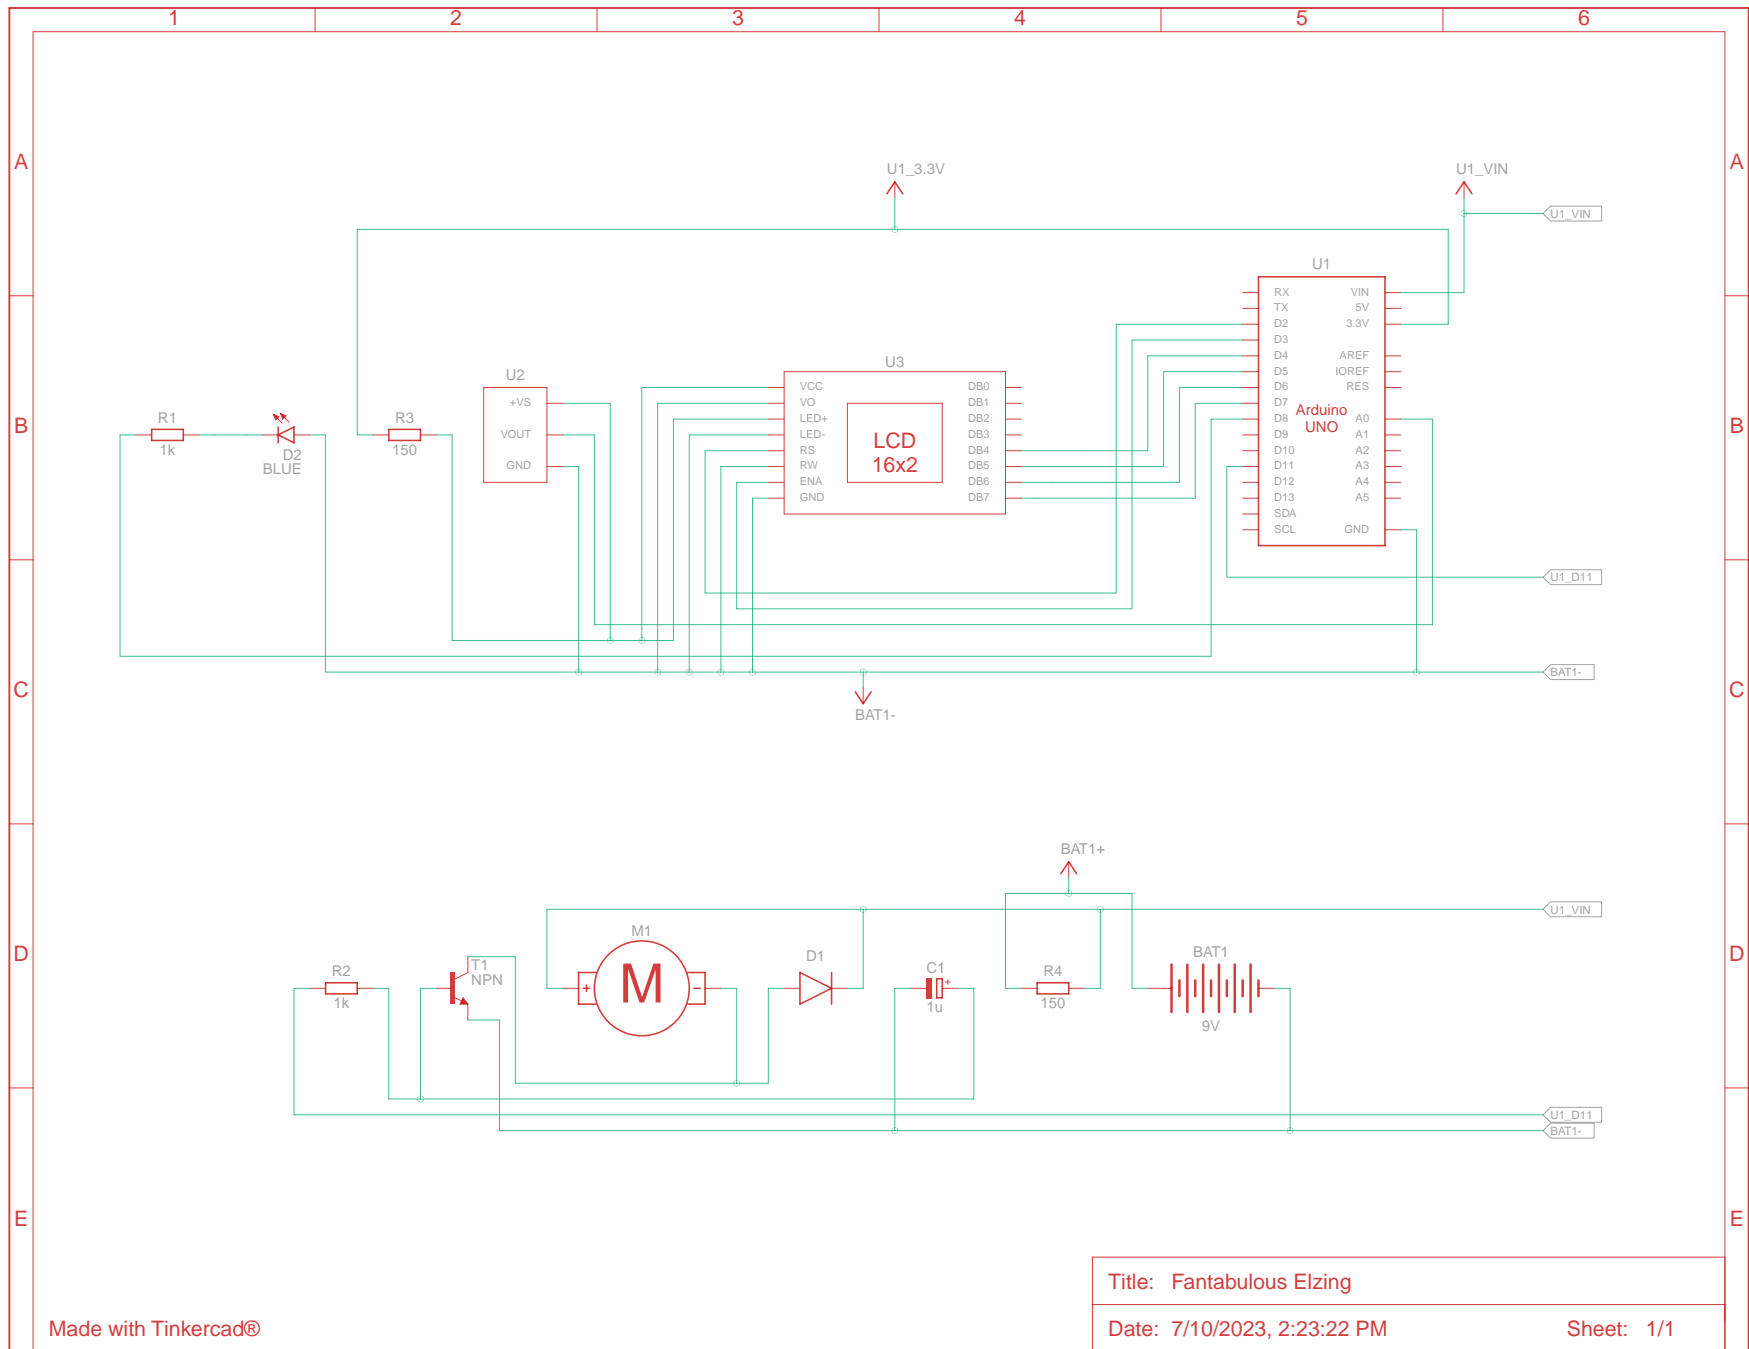 1 2 3 4 5 6
A A
U1_3.3V
U1_VIN
U1_VIN
U1
RX VIN
TX 5V
D2 3.3V
D3
D4 AREF
D5 IOREF
D6 RES
D7
D8 A0
D9 A1
D10 A2
D11 A3
D12 A4
D13 A5
SDA
SCL GND
Arduino
UNO
B B
R1
1k
D2
BLUE
R3
150
U2
+VS
VOUT
GND
U3
VCC DB0
VO DB1
LED+ DB2
LED- DB3
RS DB4
RW DB5
ENA DB6
GND DB7
LCD
16x2
U1_D11
C C
BAT1-
BAT1-
BAT1+
U1_VIN
D D
R2
1k
T1
NPN
M1
+ M -
D1
C1
+
1u
R4
150
BAT1
9V
U1_D11
BAT1-
E E
Title: Fantabulous Elzing
Made with Tinkercad®
Date: 7/10/2023, 2:23:22 PM Sheet: 1/1